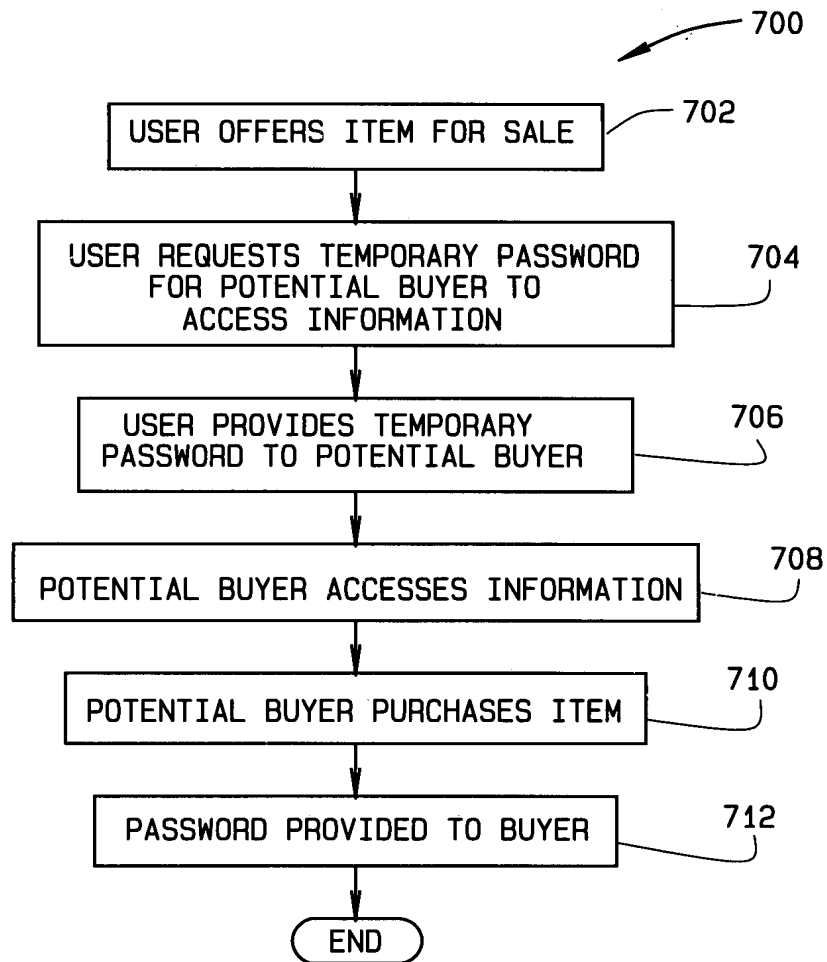 700
USER OFFERS ITEM FOR SALE
702
USER REQUESTS TEMPORARY PASSWORD
FOR POTENTIAL BUYER TO
ACCESS INFORMATION
704
USER PROVIDES TEMPORARY
PASSWORD TO POTENTIAL BUYER
706
POTENTIAL BUYER ACCESSES INFORMATION
708
POTENTIAL BUYER PURCHASES ITEM
710
PASSWORD PROVIDED TO BUYER
712
END